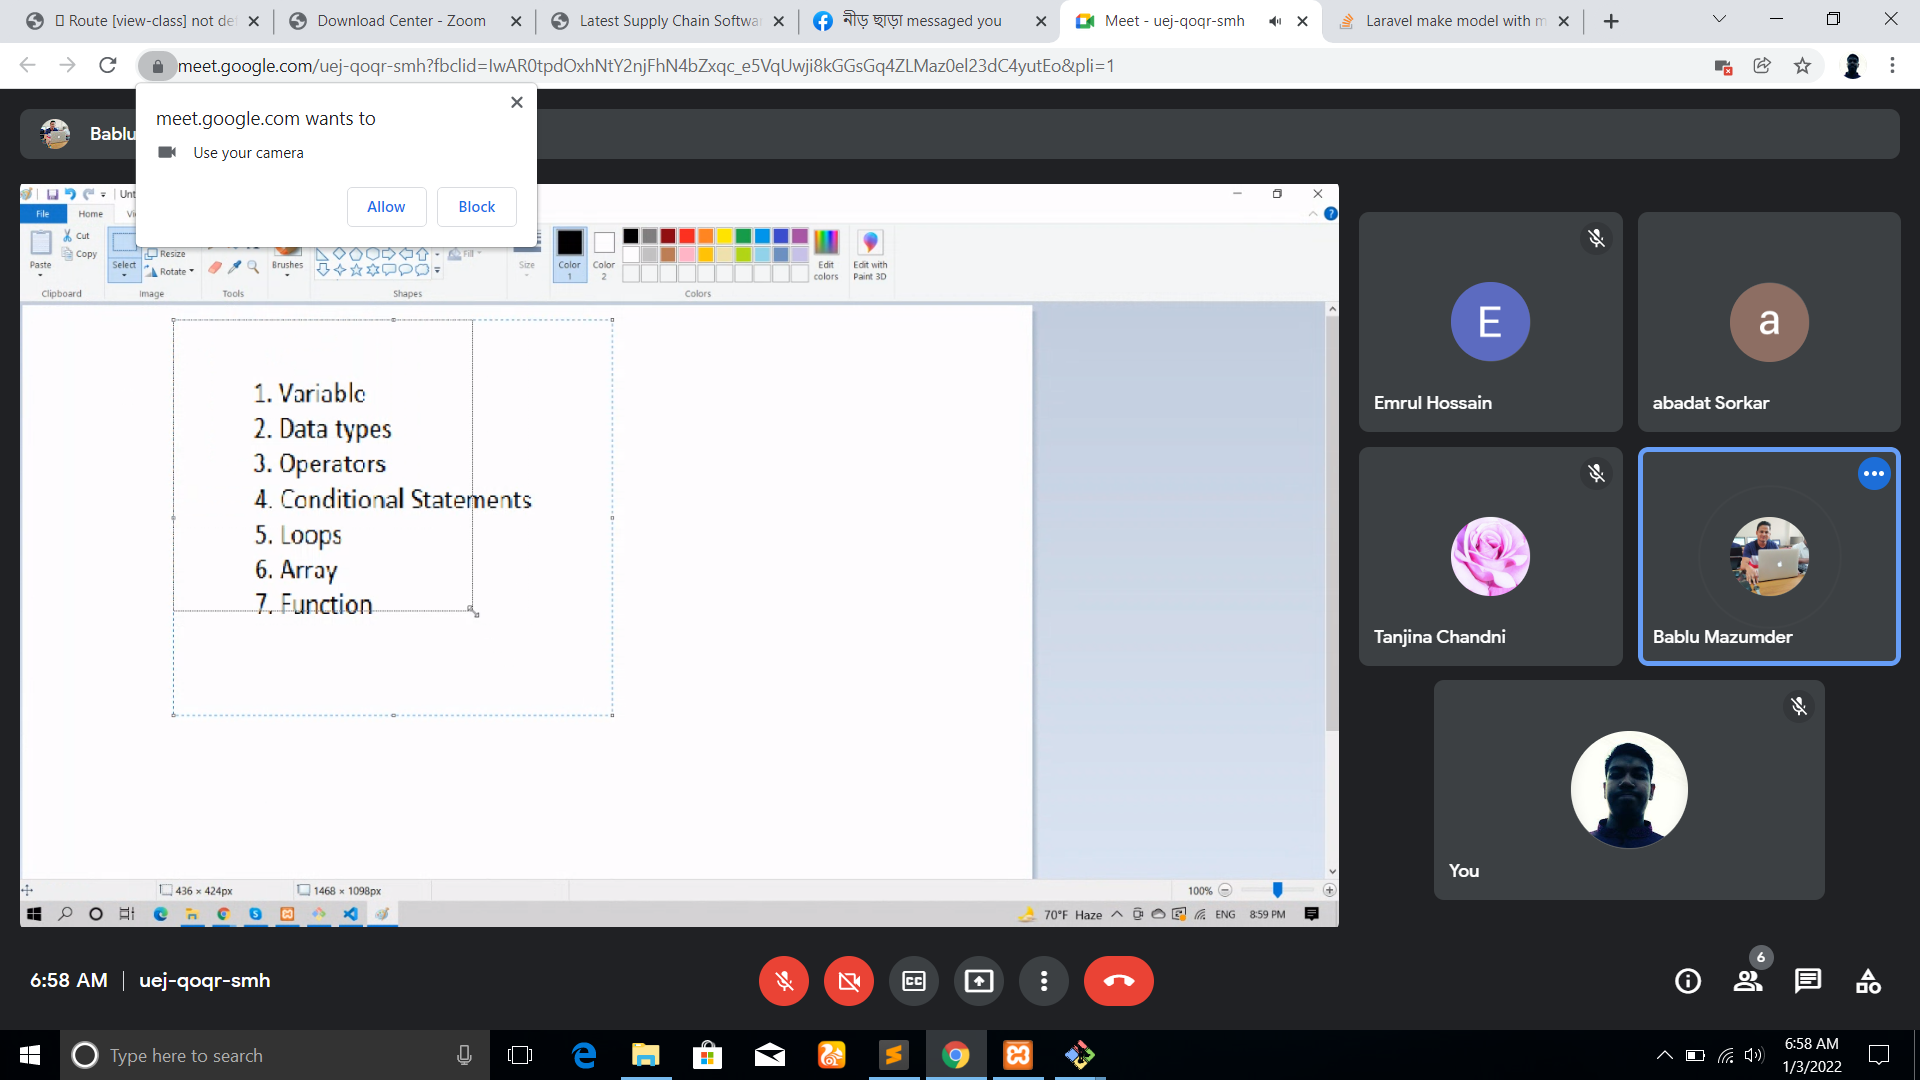 Route [view-class] not de
Download Center - Zoom
Latest Supply Chain Softwar
নীড় ছাড়া messaged you
Meet - uej-qoqr-smh
Laravel make model with m
meet.google.com/uej-qoqr-smh?fbclid=IwAR0tpdOxhNtY2njFhN4bZxqc_e5VqUwji8kGGsGq4ZLMaz0el23dC4yutEo&pli=1
meet.google.com wants to
Use your camera
Allow
Block
Bablu
Unt
File
Home
Vi
Paste
Cut
Copy
Clipboard
Select
Resize
Rotate
Image
Tools
Brushes
Fill
Shapes
Size
Color
1
Color
2
Edit
colors
Edit with
Paint 3D
Colors
1. Variable
2. Data types
3. Operators
4. Conditional Statements
5. Loops
6. Array
7. Function
436 × 424px
1468 × 1098px
100%
70°F Haze
ENG
8:59 PM
E
Emrul Hossain
a
abadat Sorkar
Tanjina Chandni
Bablu Mazumder
You
6:58 AM
uej-qoqr-smh
CC
6
Type here to search
6:58 AM
1/3/2022